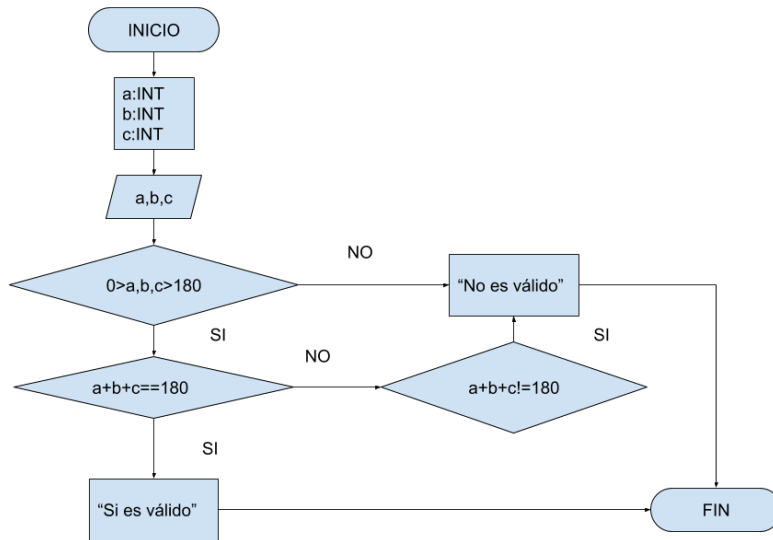 INICIO
a:INT
b:INT
c:INT
a,b,c
0>a,b,c>180
NO
“No es válido”
SI
a+b+c==180
NO
a+b+c!=180
SI
SI
“Si es válido”
FIN